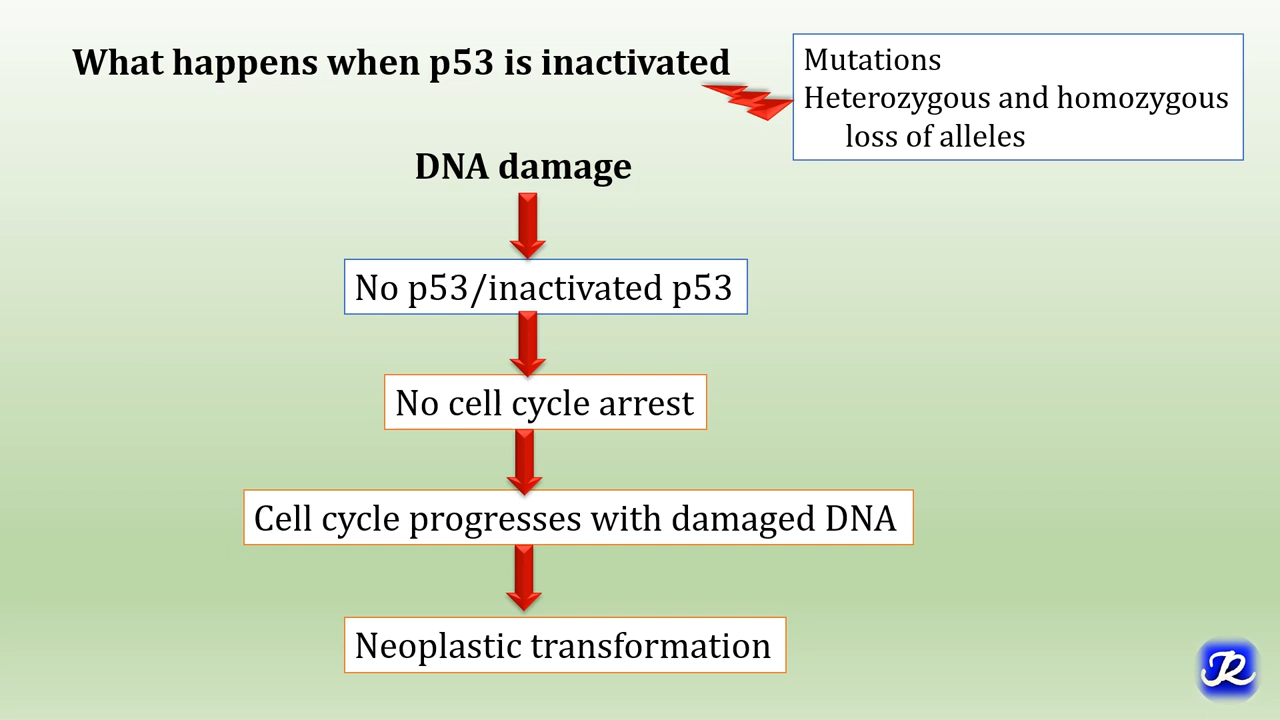 What happens when p53 is inactivated
Mutations
Heterozygous and homozygous
loss of alleles
DNA damage
No p53/inactivated p53
No cell cycle arrest
Cell cycle progresses with damaged DNA
Neoplastic transformation
JR